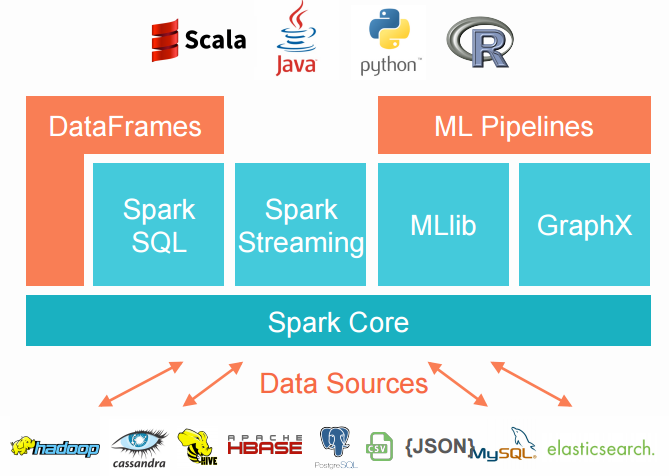 Scala
Java
python™
R
DataFrames
ML Pipelines
Spark
SQL
Spark
Streaming
MLlib
GraphX
Spark Core
Data Sources
hadoop
cassandra
HIVE
APACHE
HBASE
PostgreSQL
CSV
{JSON}
MySQL®
elasticsearch.